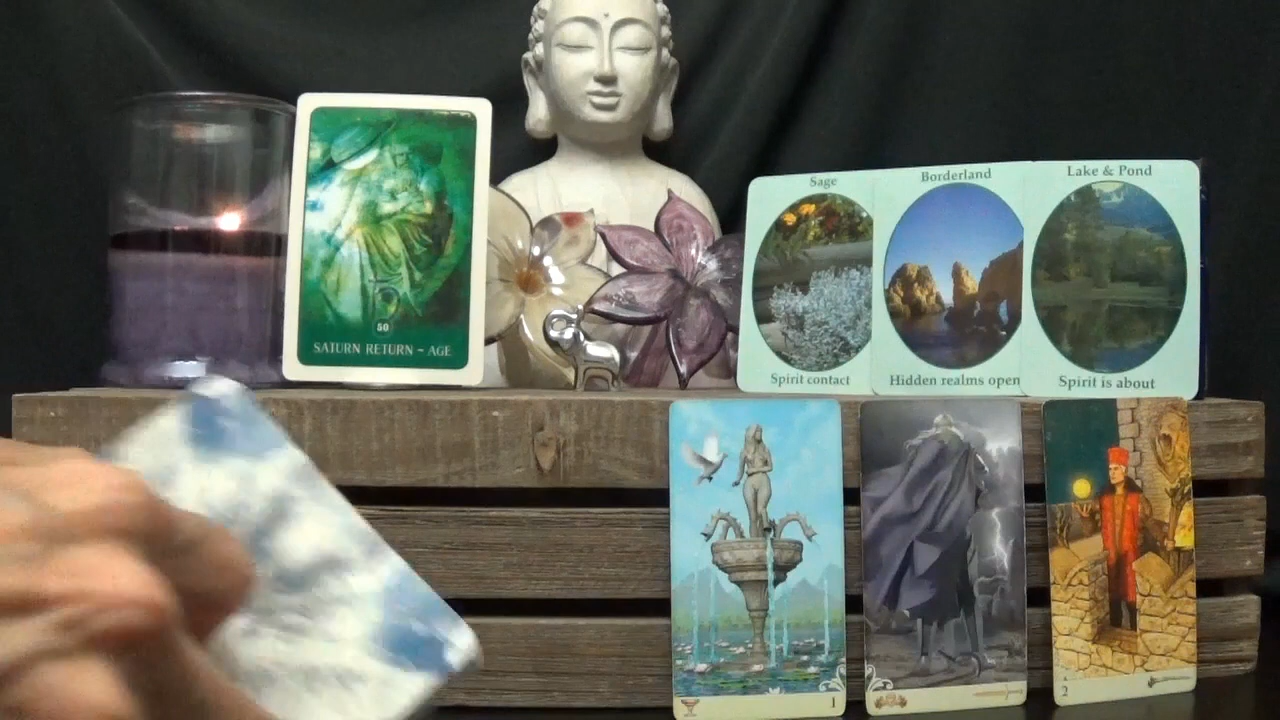 50
SATURN RETURN – AGE
Sage
Spirit contact
Borderland
Hidden realms open
Lake & Pond
Spirit is about
1
2